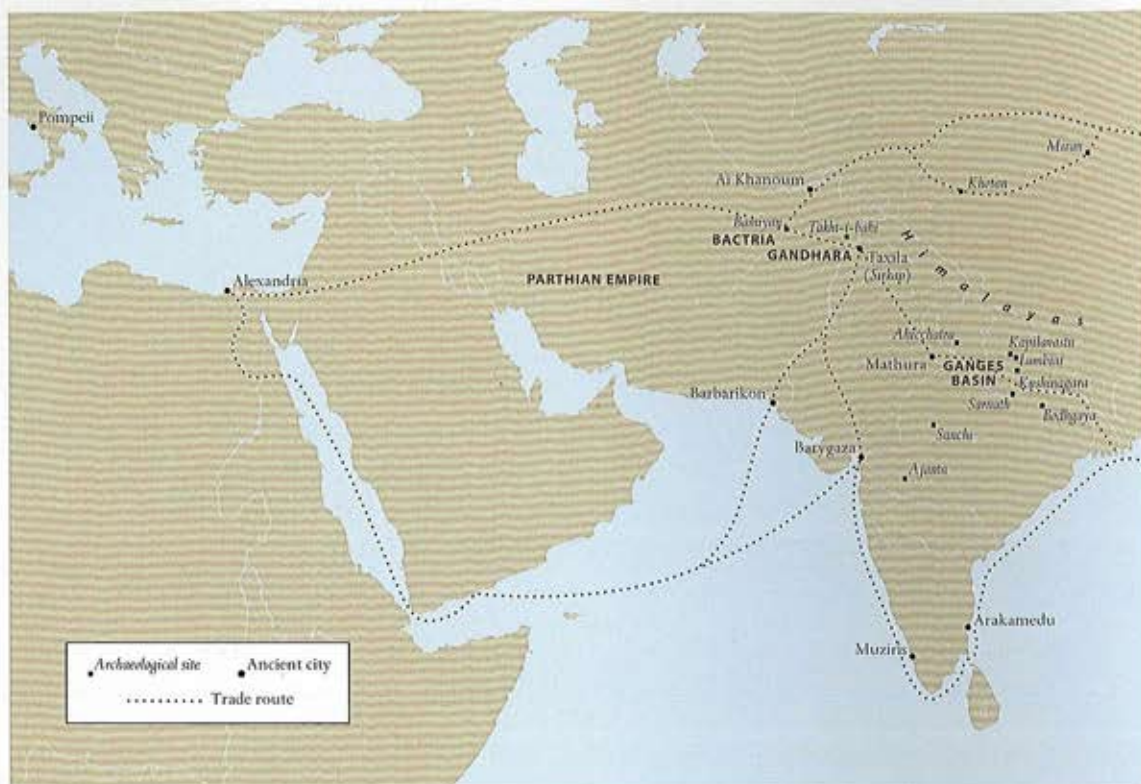 Pompeii
Miran
Ai Khanoum
Khotan
Takht-i-bahi
BACTRIA
GANDHARA
Taxila
(Sirkap)
Himalayas
Alexandria
PARTHIAN EMPIRE
Ahicchatra
Kapilavastu
Lumbini
Mathura
GANGES
BASIN
Kushinagara
Barbarikon
Sarnath
Bodhgaya
Sanchi
Barygaza
Ajanta
Arakamedu
Muziris
Archaeological site
Ancient city
Trade route